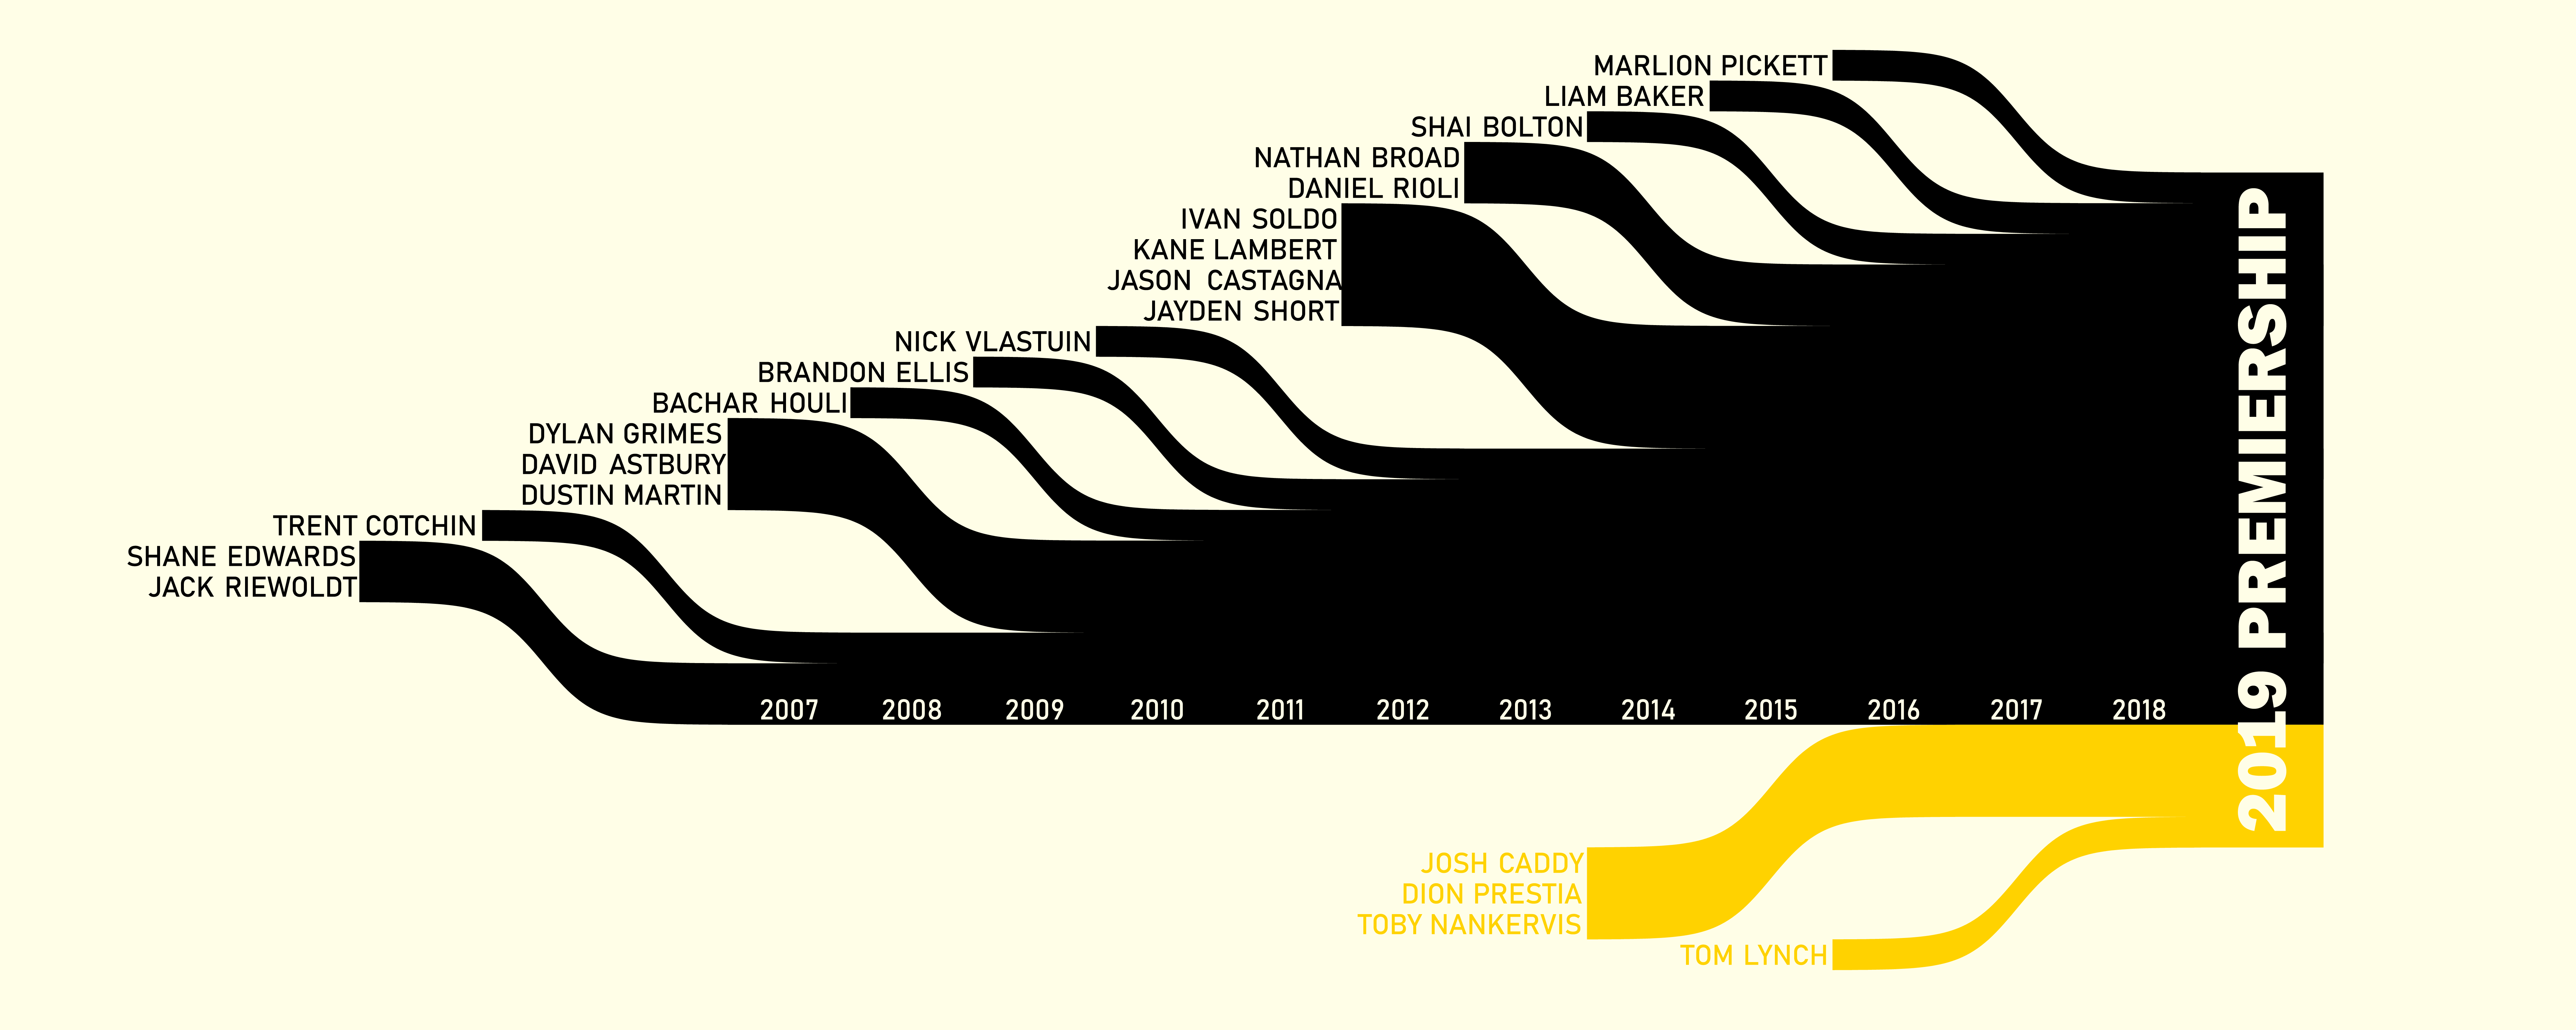 MARLION PICKETT
LIAM BAKER
SHAI BOLTON
NATHAN BROAD
DANIEL RIOLI
IVAN SOLDO
KANE LAMBERT
JASON CASTAGNA
JAYDEN SHORT
NICK VLASTUIN
BRANDON ELLIS
BACHAR HOULI
DYLAN GRIMES
DAVID ASTBURY
DUSTIN MARTIN
TRENT COTCHIN
SHANE EDWARDS
JACK RIEWOLDT
2007 2008 2009 2010 2011 2012 2013 2014 2015 2016 2017 2018
2019 PREMIERSHIP
JOSH CADDY
DION PRESTIA
TOBY NANKERVIS
TOM LYNCH